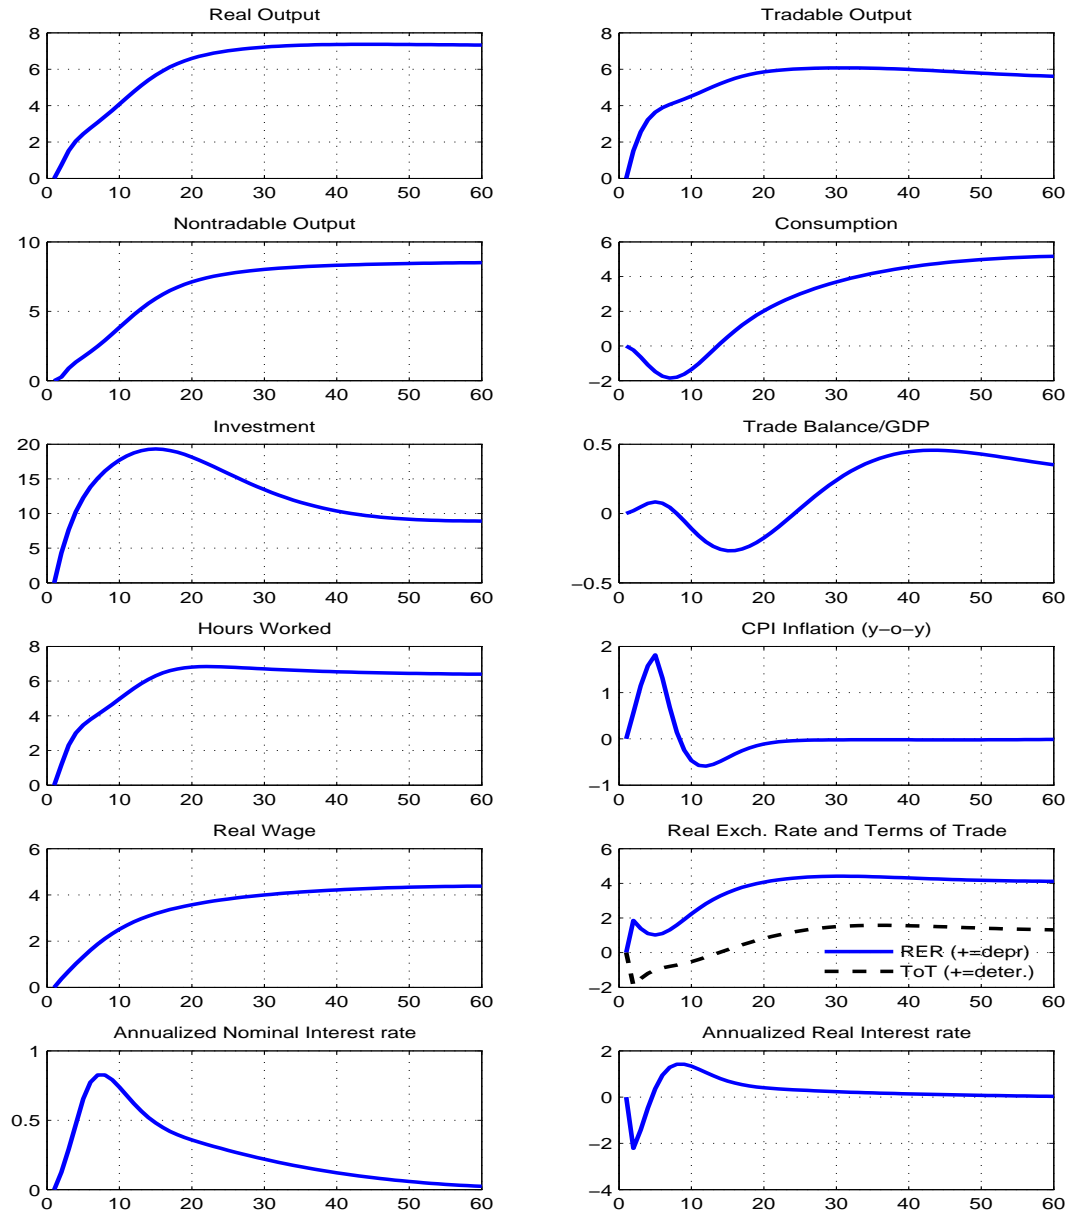 Real Output
8
6
4
2
0
0 10 20 30 40 50 60
Tradable Output
8
6
4
2
0
0 10 20 30 40 50 60
Nontradable Output
10
5
0
0 10 20 30 40 50 60
Consumption
6
4
2
0
−2
0 10 20 30 40 50 60
Investment
20
15
10
5
0
0 10 20 30 40 50 60
Trade Balance/GDP
0.5
0
−0.5
0 10 20 30 40 50 60
Hours Worked
8
6
4
2
0
0 10 20 30 40 50 60
CPI Inflation (y−o−y)
2
1
0
−1
0 10 20 30 40 50 60
Real Wage
6
4
2
0
0 10 20 30 40 50 60
Real Exch. Rate and Terms of Trade
6
4
2
0
−2
RER (+=depr)
ToT (+=deter.)
0 10 20 30 40 50 60
Annualized Nominal Interest rate
1
0.5
0
0 10 20 30 40 50 60
Annualized Real Interest rate
2
0
−2
−4
0 10 20 30 40 50 60